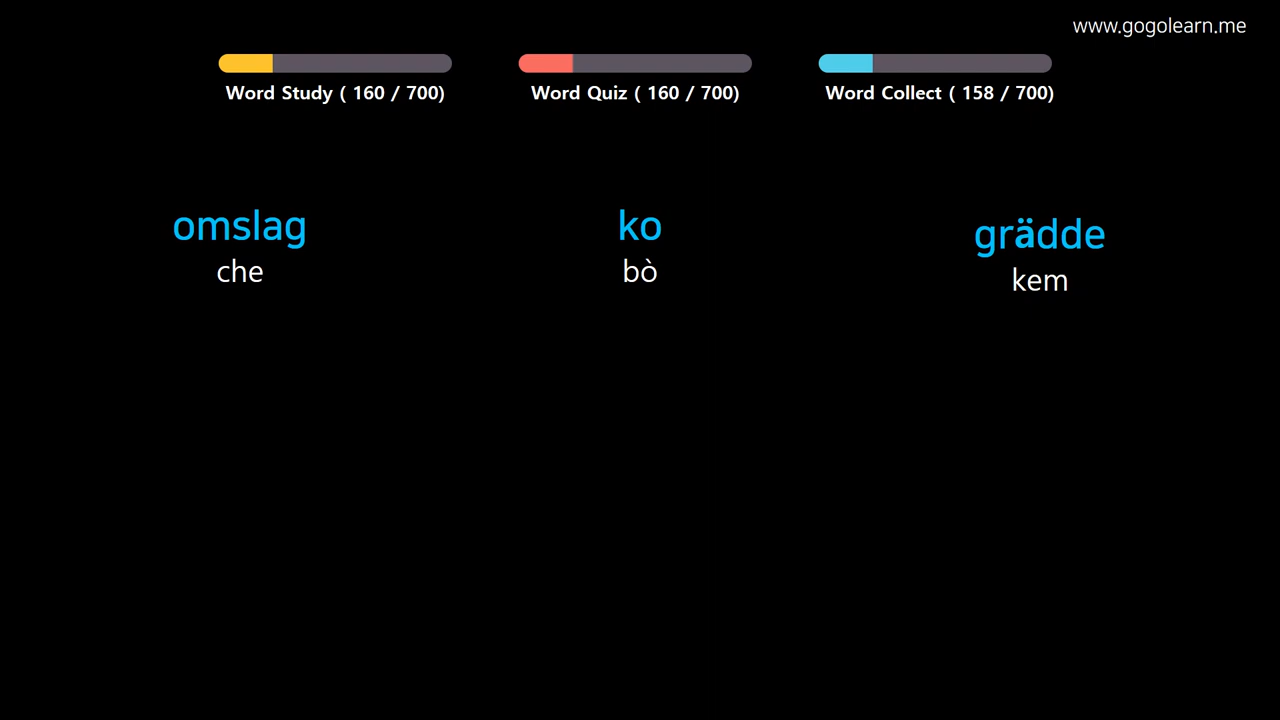 www.gogolearn.me
Word Study ( 160 / 700)
Word Quiz ( 160 / 700)
Word Collect ( 158 / 700)
omslag
che
ko
bò
grädde
kem